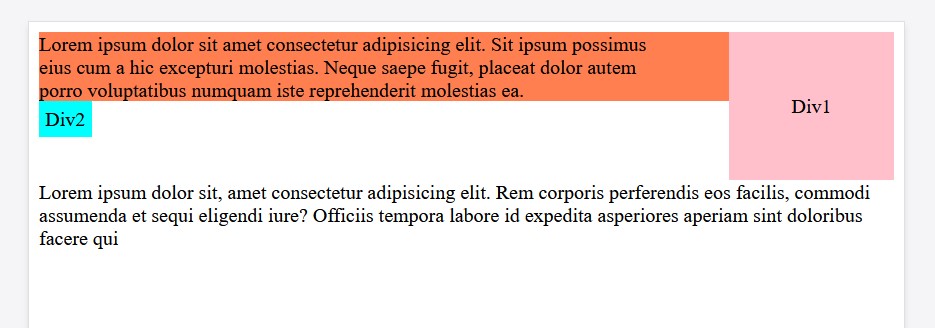 Lorem ipsum dolor sit amet consectetur adipisicing elit. Sit ipsum possimus
eius cum a hic excepturi molestias. Neque saepe fugit, placeat dolor autem
porro voluptatibus numquam iste reprehenderit molestias ea.
Div1
Div2
Lorem ipsum dolor sit, amet consectetur adipisicing elit. Rem corporis perferendis eos facilis, commodi
assumenda et sequi eligendi iure? Officiis tempora labore id expedita asperiores aperiam sint doloribus
facere qui